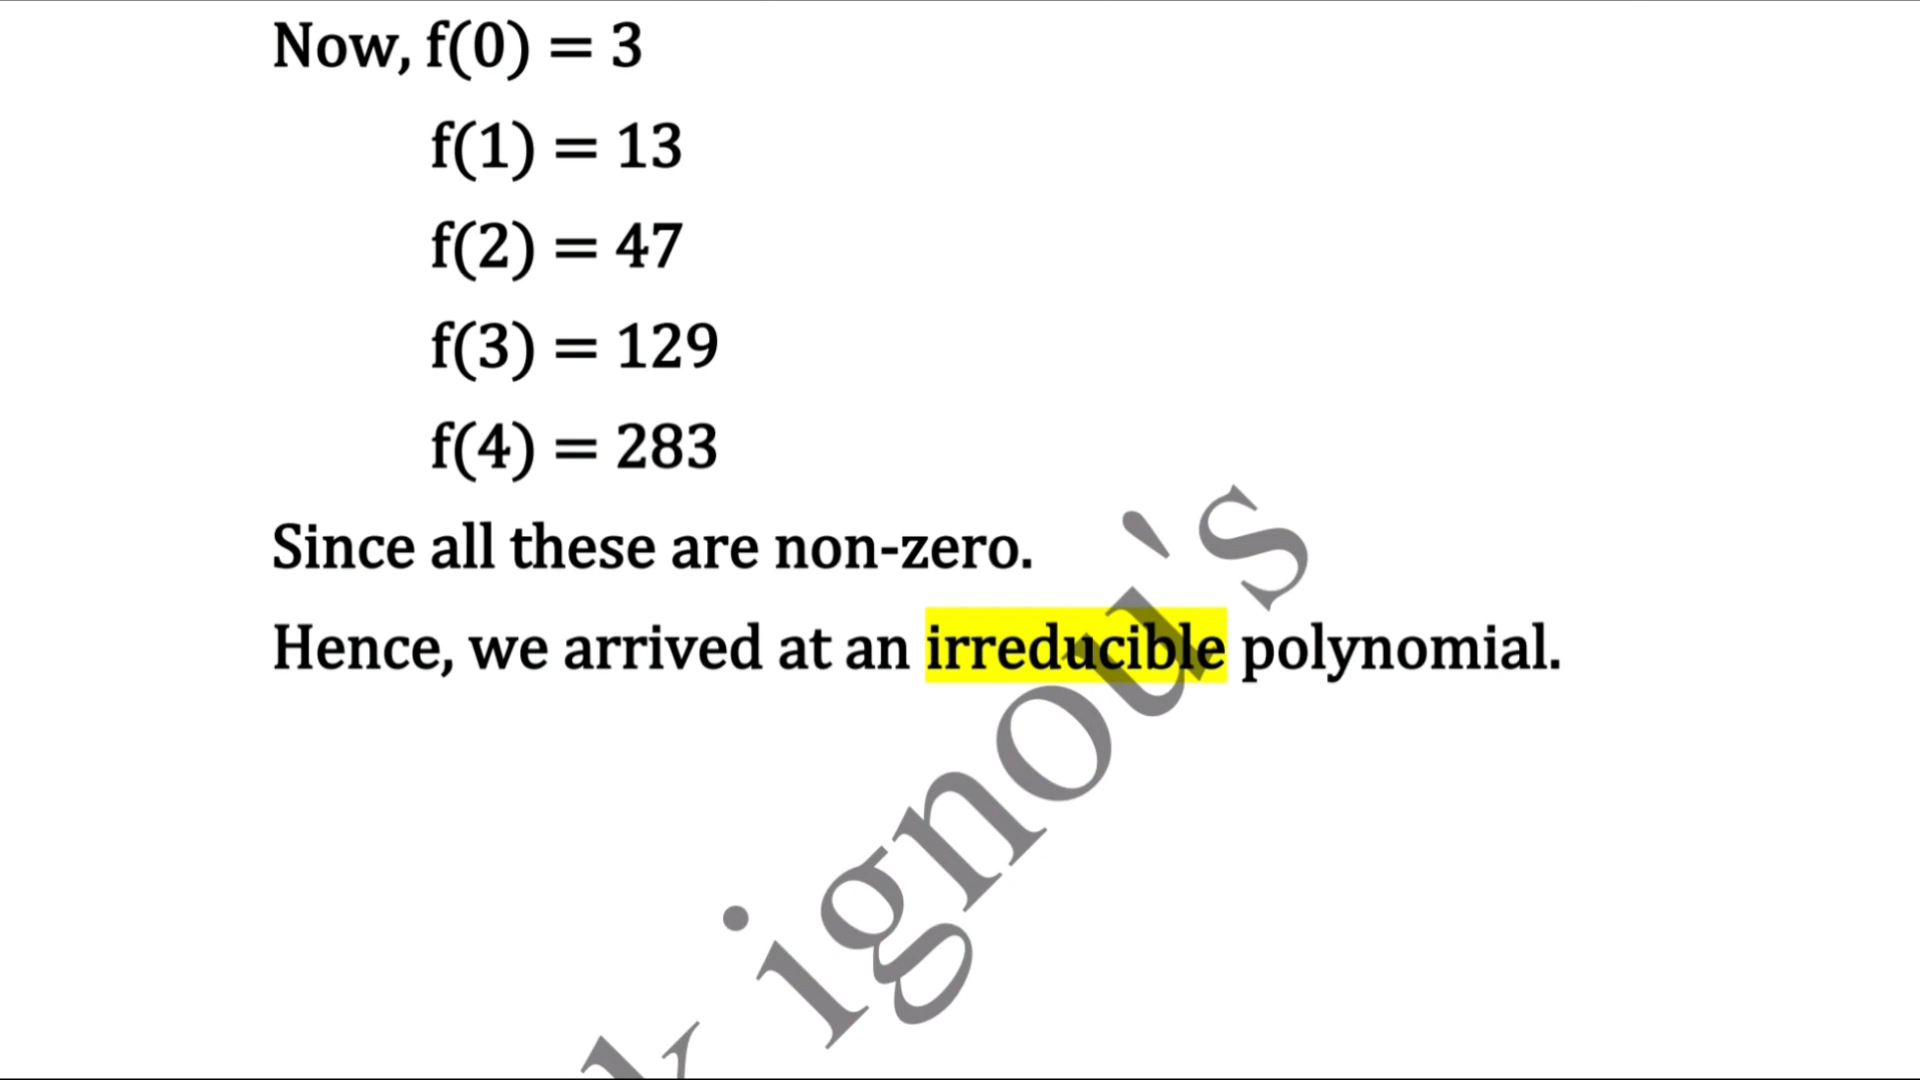 Now, f(0) = 3
f(1) = 13
f(2) = 47
f(3) = 129
f(4) = 283
Since all these are non-zero.
Hence, we arrived at an irreducible polynomial.
ignou's